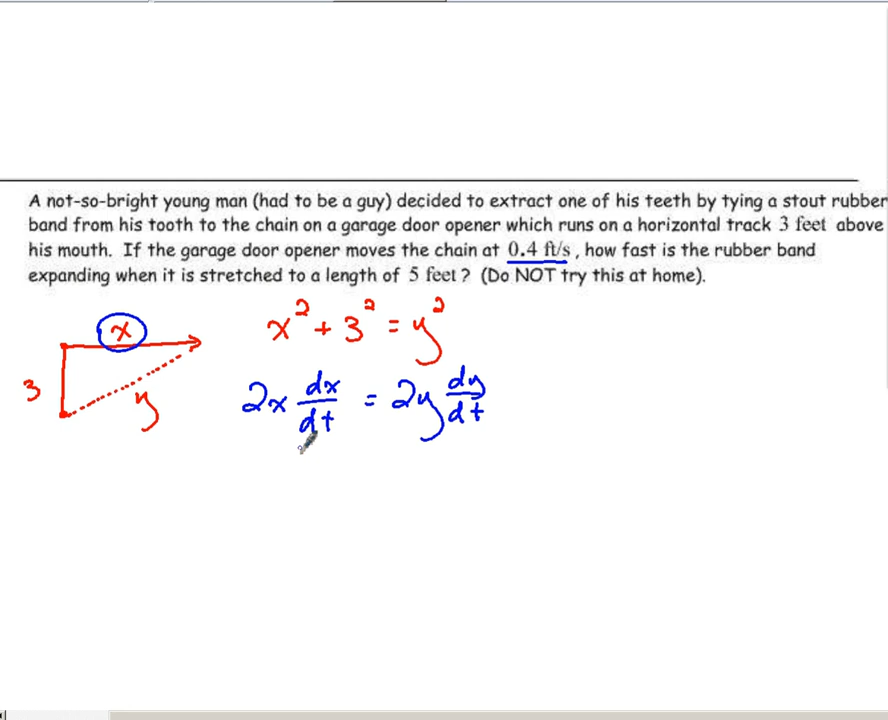 A not-so-bright young man (had to be a guy) decided to extract one of his teeth by tying a stout rubber
band from his tooth to the chain on a garage door opener which runs on a horizontal track 3 feet above
his mouth. If the garage door opener moves the chain at 0.4 ft/s, how fast is the rubber band
expanding when it is stretched to a length of 5 feet? (Do NOT try this at home).
x
3
y
x² + 3² = y²
2x dx/dt = 2y dy/dt